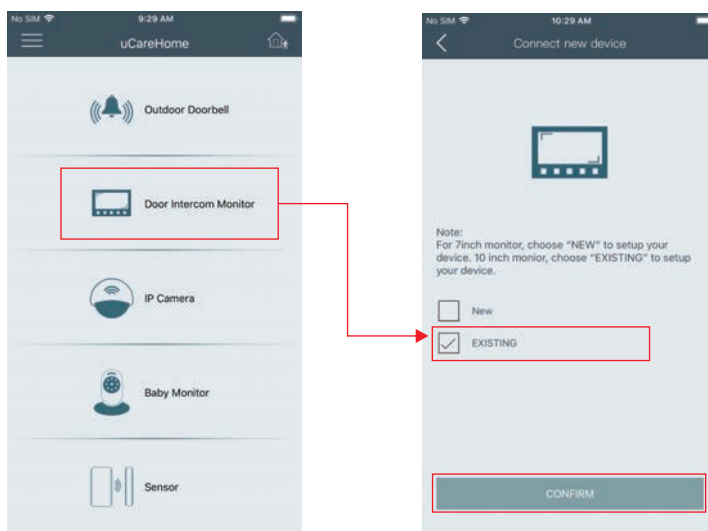 No SIM 9:29 AM
uCareHome
Outdoor Doorbell
Door Intercom Monitor
IP Camera
Baby Monitor
Sensor
No SIM 10:29 AM
Connect new device
Note:
For 7inch monitor, choose “NEW” to setup your
device. 10 inch monior, choose “EXISTING” to setup
your device.
New
EXISTING
CONFIRM